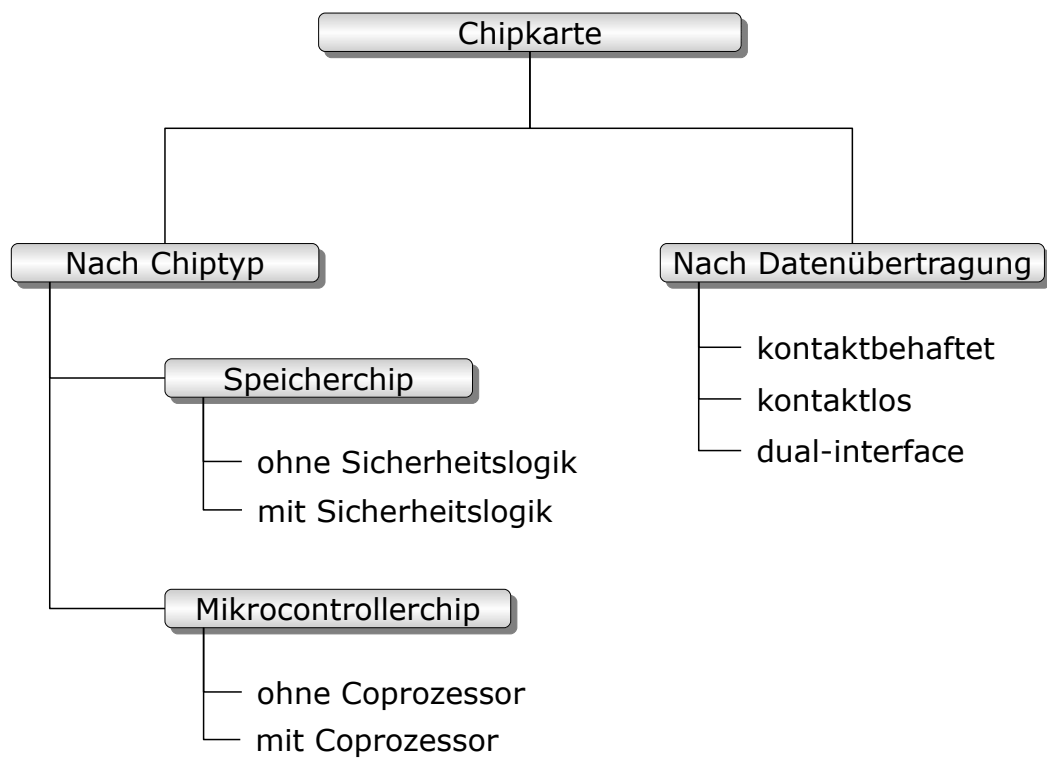 Chipkarte
Nach Chiptyp
Speicherchip
ohne Sicherheitslogik
mit Sicherheitslogik
Mikrocontrollerchip
ohne Coprozessor
mit Coprozessor
Nach Datenübertragung
kontaktbehaftet
kontaktlos
dual-interface